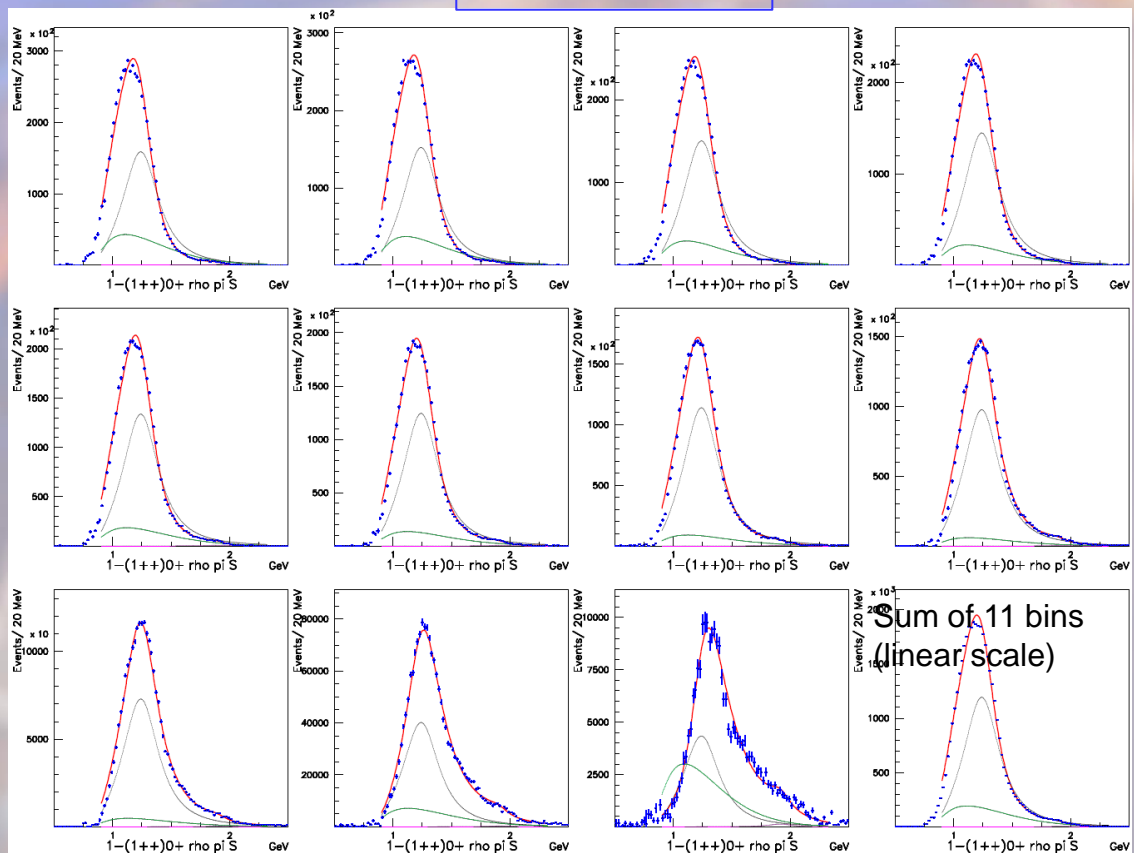 × 10²
Events/ 20 MeV
3000
2000
1000
1
2
1-(1++)0+ rho pi S
GeV
× 10²
Events/ 20 MeV
3000
2000
1000
1
2
1-(1++)0+ rho pi S
GeV
× 10²
Events/ 20 MeV
2000
1000
1
2
1-(1++)0+ rho pi S
GeV
× 10²
Events/ 20 MeV
2000
1000
1
2
1-(1++)0+ rho pi S
GeV
× 10²
Events/ 20 MeV
2000
1500
1000
500
1
2
1-(1++)0+ rho pi S
GeV
× 10²
Events/ 20 MeV
2000
1500
1000
500
1
2
1-(1++)0+ rho pi S
GeV
× 10²
Events/ 20 MeV
1500
1000
500
1
2
1-(1++)0+ rho pi S
GeV
× 10²
Events/ 20 MeV
1500
1000
500
1
2
1-(1++)0+ rho pi S
GeV
× 10
Events/ 20 MeV
10000
5000
1
2
1-(1++)0+ rho pi S
GeV
Events/ 20 MeV
80000
60000
40000
20000
1
2
1-(1++)0+ rho pi S
GeV
Events/ 20 MeV
10000
7500
5000
2500
1
2
1-(1++)0+ rho pi S
GeV
× 10³
Events/ 20 MeV
2000
Sum of 11 bins
(linear scale)
1500
1000
500
1
2
1-(1++)0+ rho pi S
GeV